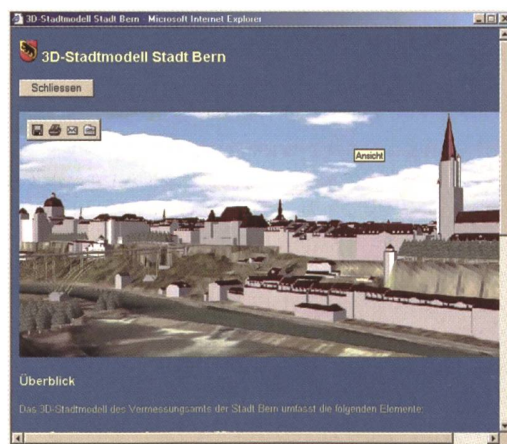 3D-Stadtmodell Stadt Bern - Microsoft Internet Explorer
3D-Stadtmodell Stadt Bern
Schliessen
Ansicht
Überblick
Das 3D-Stadtmodell des Vermessungsamts der Stadt Bern umfasst die folgenden Elemente: